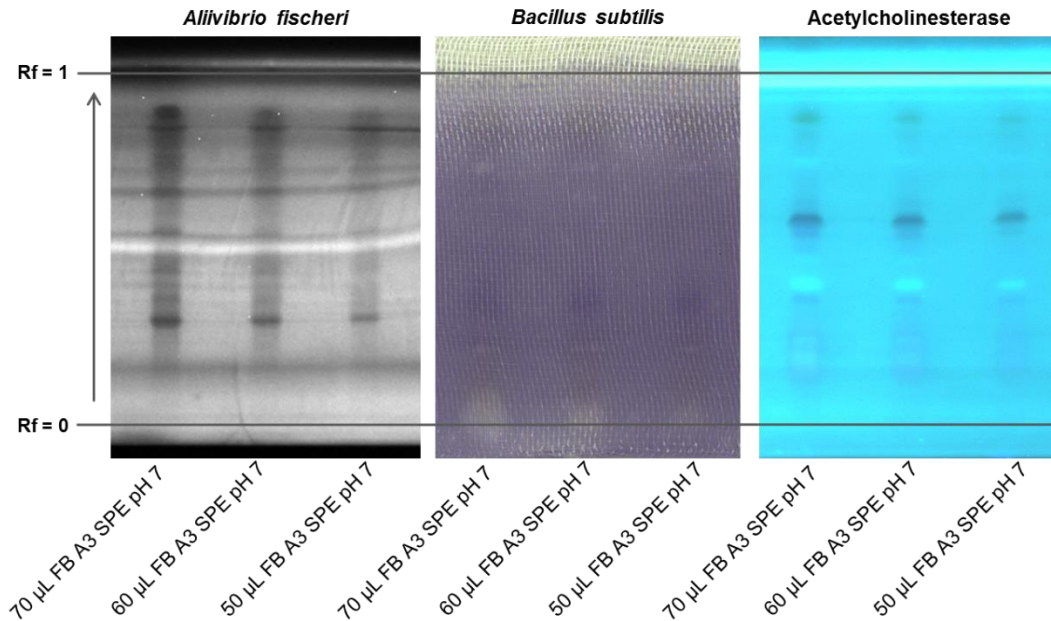 Aliivibrio fischeri
Bacillus subtilis
Acetylcholinesterase
Rf = 1
Rf = 0
70 µL FB A3 SPE pH 7
60 µL FB A3 SPE pH 7
50 µL FB A3 SPE pH 7
70 µL FB A3 SPE pH 7
60 µL FB A3 SPE pH 7
50 µL FB A3 SPE pH 7
70 µL FB A3 SPE pH 7
60 µL FB A3 SPE pH 7
50 µL FB A3 SPE pH 7